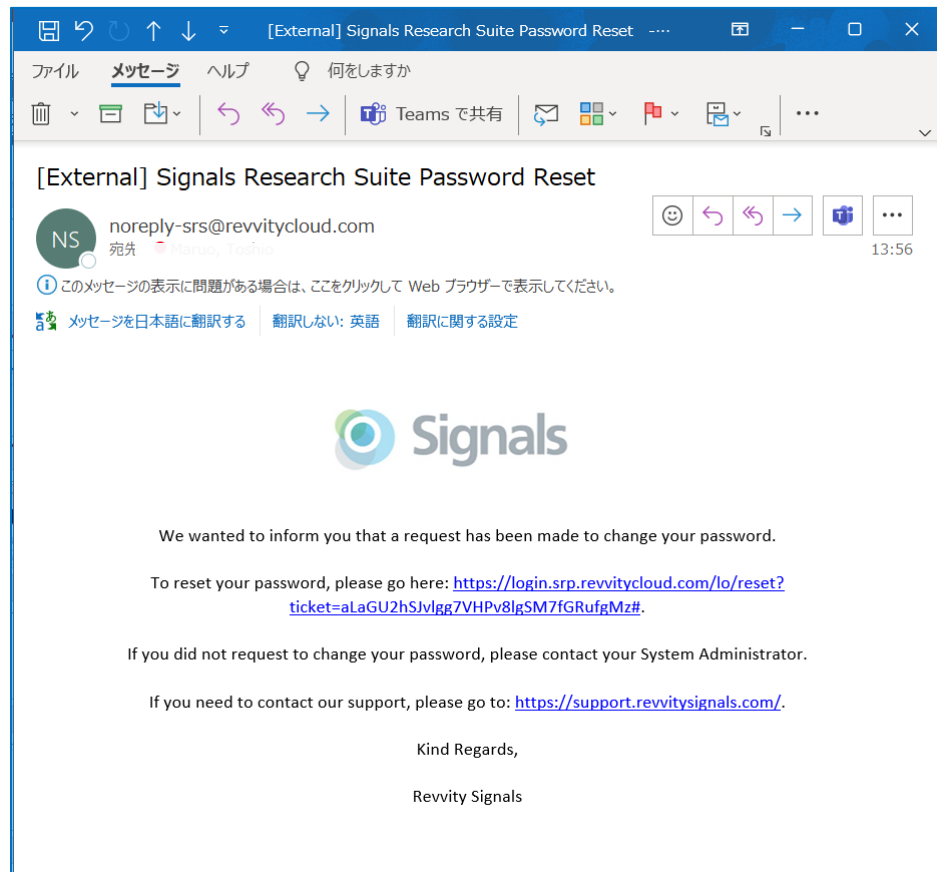 [External] Signals Research Suite Password Reset -…
ファイル メッセージ ヘルプ 何をしますか
Teams で共有
[External] Signals Research Suite Password Reset
NS
noreply-srs@revvitycloud.com
宛先 Maruo, Toshio
13:56
このメッセージの表示に問題がある場合は、ここをクリックして Web ブラウザーで表示してください。
メッセージを日本語に翻訳する 翻訳しない: 英語 翻訳に関する設定
Signals
We wanted to inform you that a request has been made to change your password.
To reset your password, please go here: https://login.srp.revvitycloud.com/lo/reset?
ticket=aLaGU2hSJvlgg7VHPv8lgSM7fGRufgMz#.
If you did not request to change your password, please contact your System Administrator.
If you need to contact our support, please go to: https://support.revvitysignals.com/.
Kind Regards,
Revvity Signals